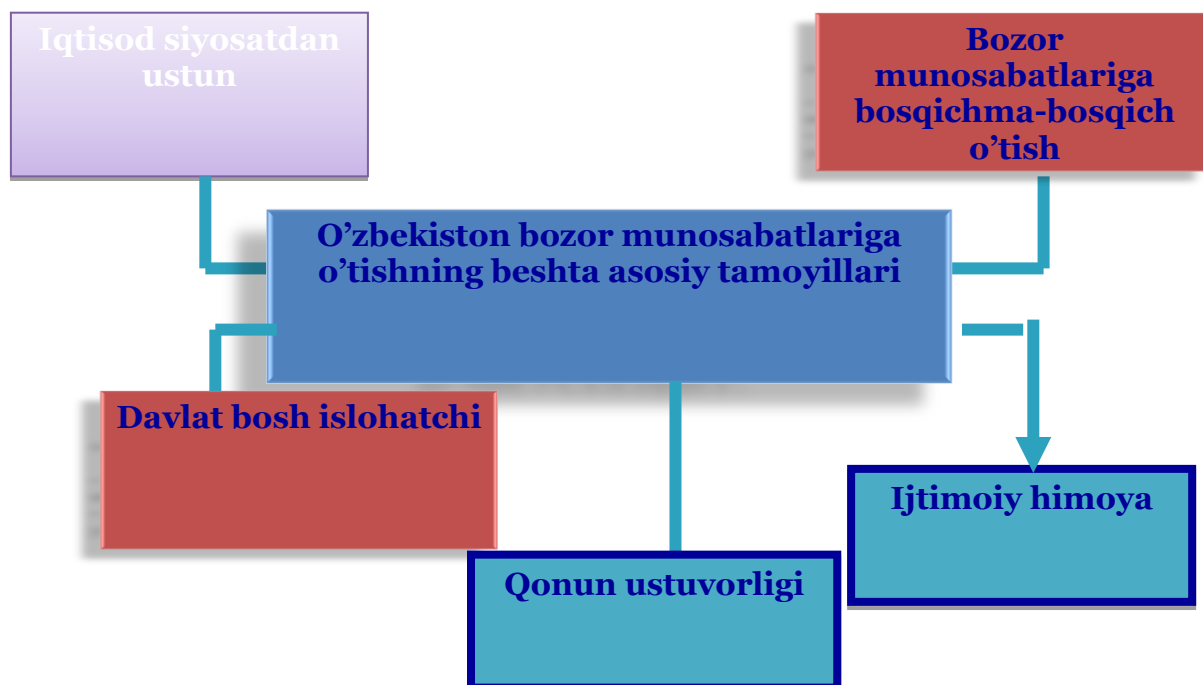 Iqtisod siyosatdan
ustun
Bozor
munosabatlariga
bosqichma-bosqich
o’tish
O’zbekiston bozor munosabatlariga
o’tishning beshta asosiy tamoyillari
Davlat bosh islohatchi
Ijtimoiy himoya
Qonun ustuvorligi